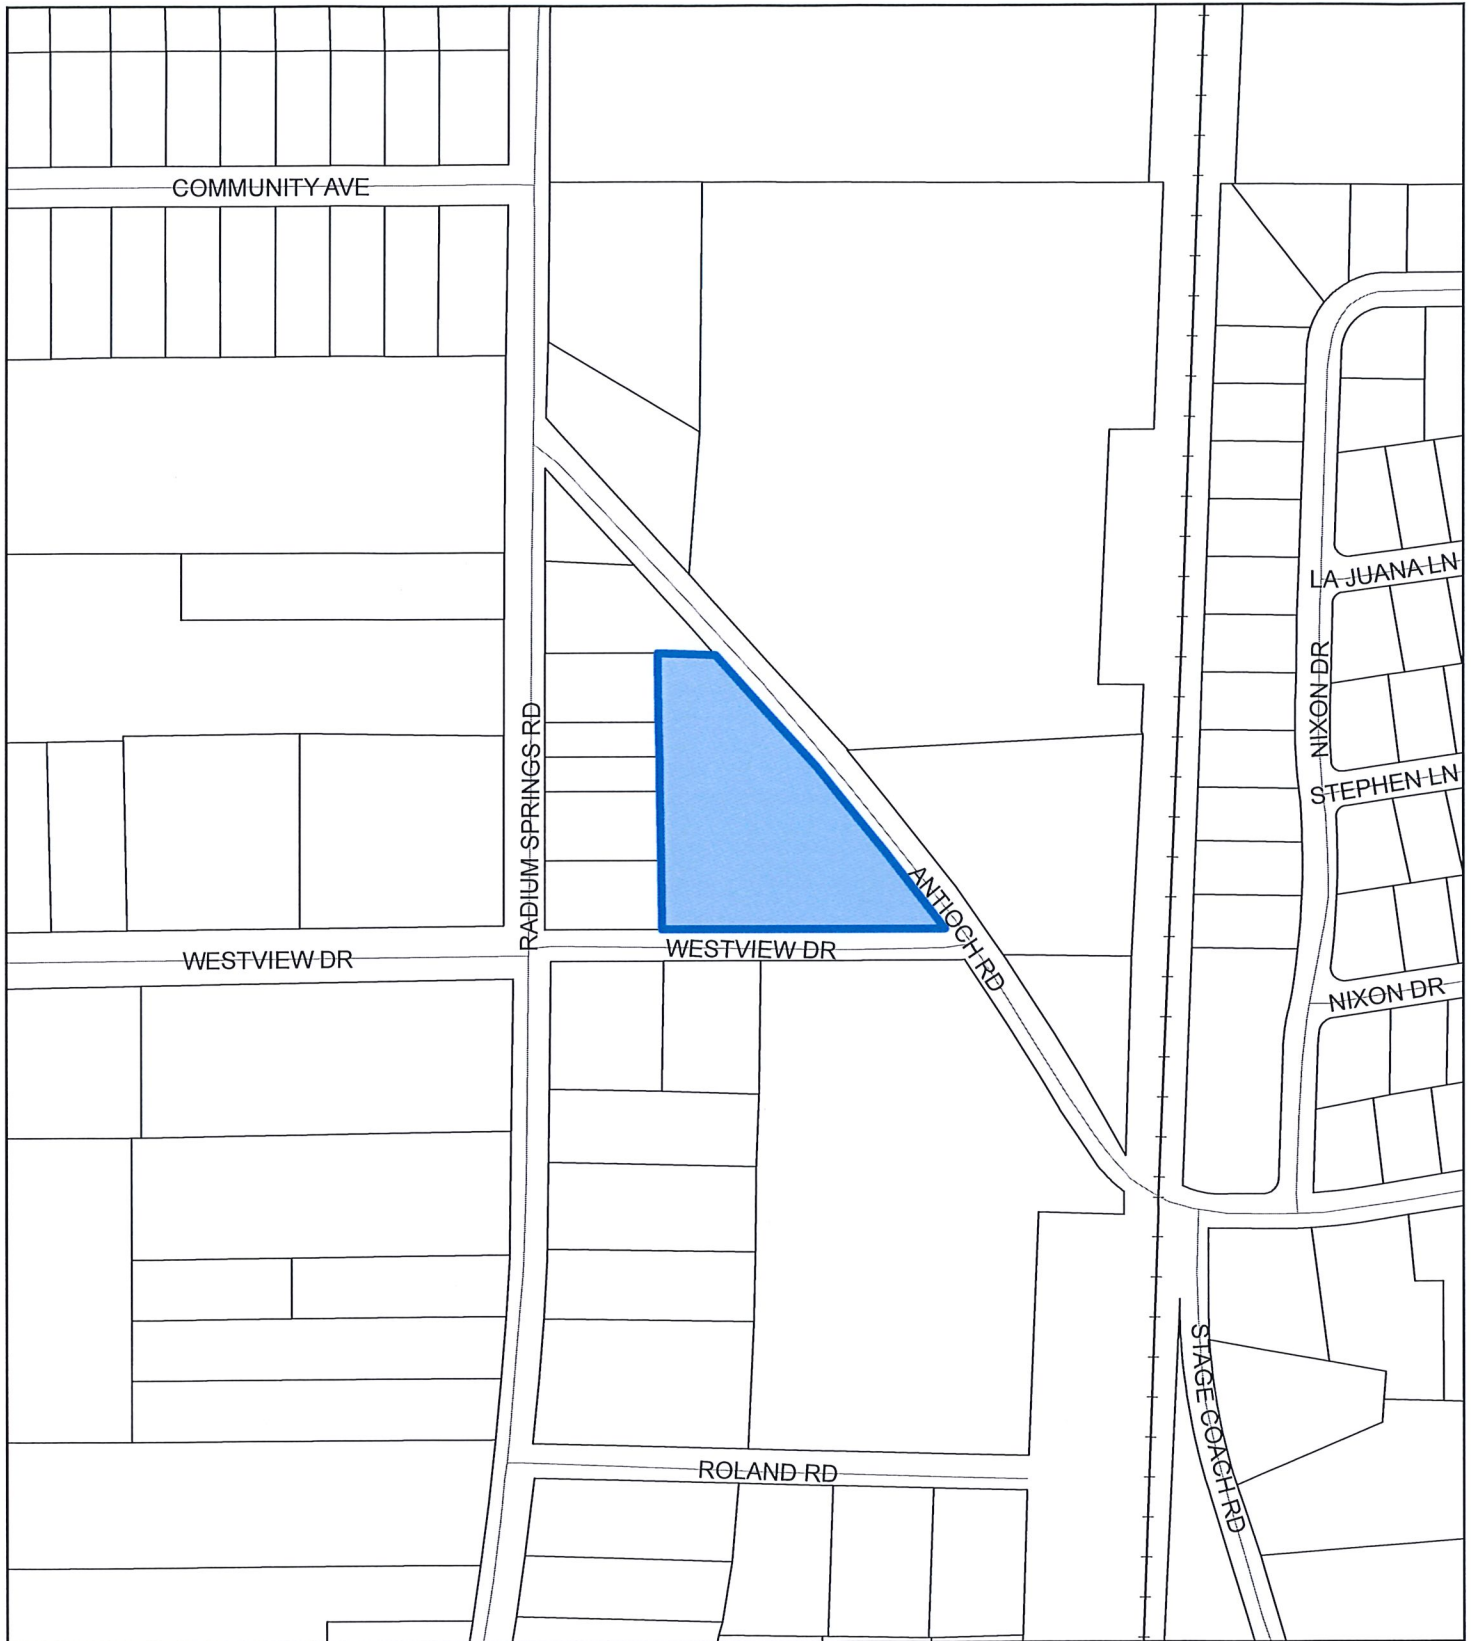 COMMUNITY AVE
LA JUANA LN
NIXON DR
STEPHEN LN
RADIUM SPRINGS RD
ANTIOCH RD
WESTVIEW DR
WESTVIEW DR
NIXON DR
STAGE COACH RD
ROLAND RD